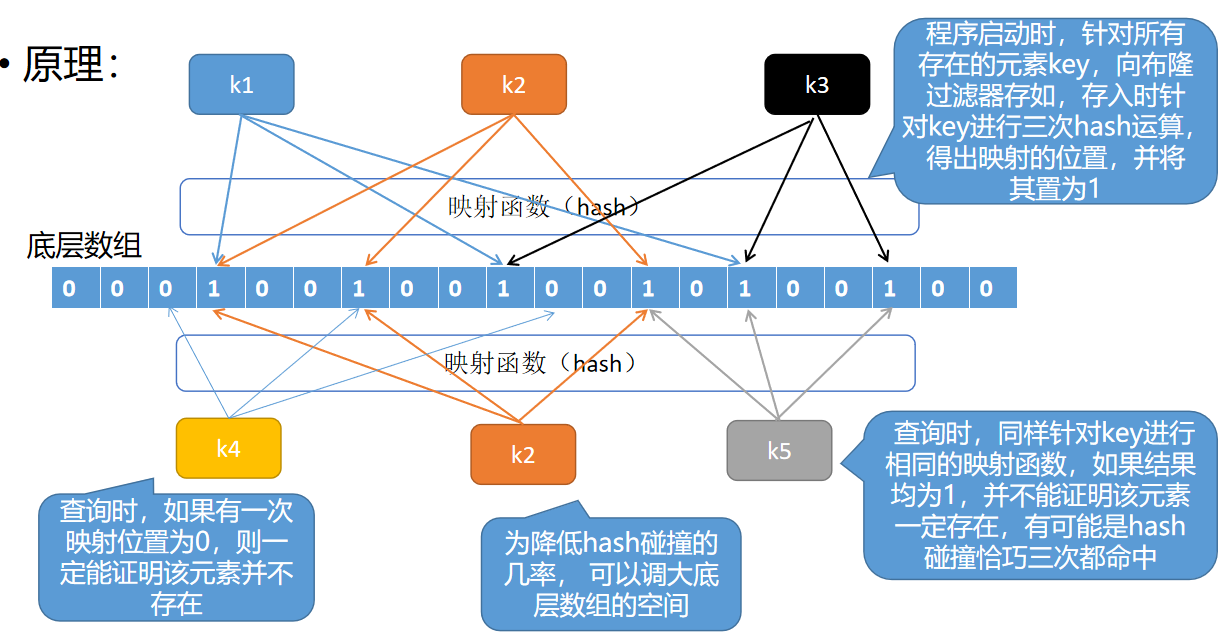 • 原理：
k1
k2
k3
程序启动时，针对所有
存在的元素key，向布隆
过滤器存如，存入时针
对key进行三次hash运算，
得出映射的位置，并将
其置为1
映射函数（hash）
底层数组
0 0 0 1 0 0 1 0 0 1 0 0 1 0 1 0 0 1 0 0
映射函数（hash）
k4
k2
k5
查询时，如果有一次
映射位置为0，则一
定能证明该元素并不
存在
为降低hash碰撞的
几率， 可以调大底
层数组的空间
查询时，同样针对key进行
相同的映射函数，如果结果
均为1，并不能证明该元素
一定存在，有可能是hash
碰撞恰巧三次都命中